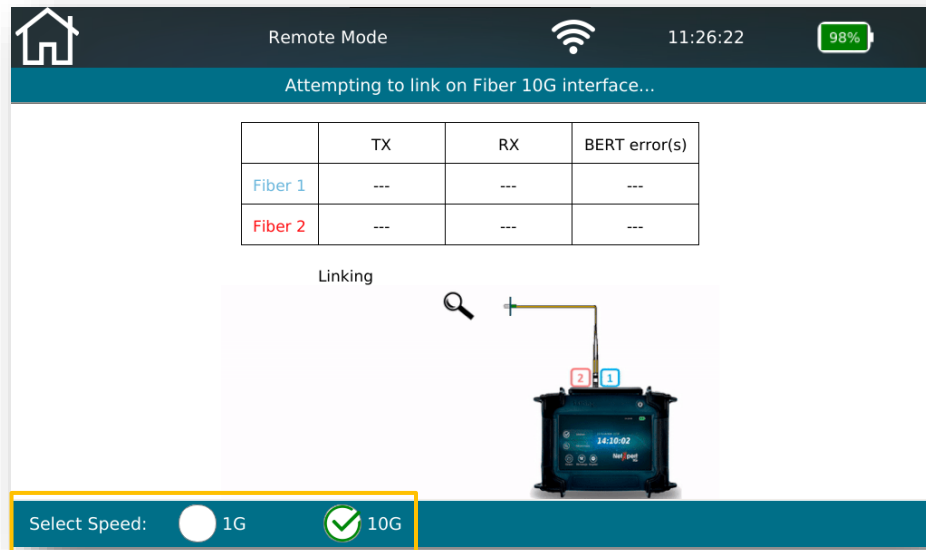 Remote Mode
11:26:22
98%
Attempting to link on Fiber 10G interface...
TX RX BERT error(s)
Fiber 1 --- --- ---
Fiber 2 --- --- ---
Linking
2 1
14:10:02
Select Speed: 1G 10G